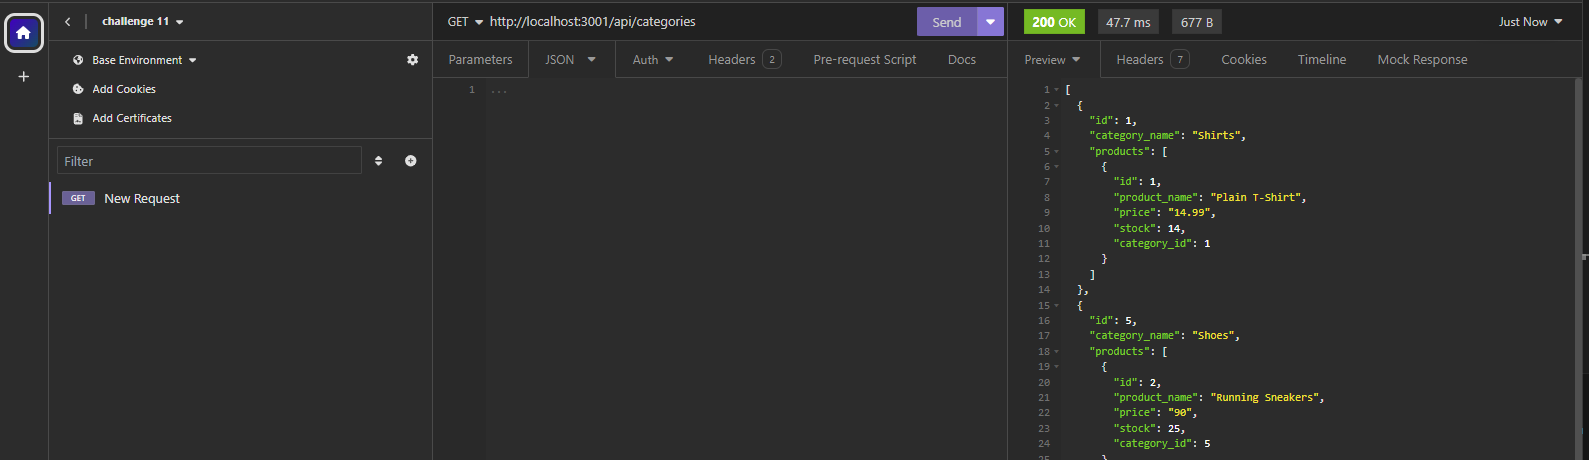 challenge 11
Base Environment
Add Cookies
Add Certificates
Filter
GET New Request
GET http://localhost:3001/api/categories Send
Parameters JSON Auth Headers 2 Pre-request Script Docs
1 ...
200 OK 47.7 ms 677 B Just Now
Preview Headers 7 Cookies Timeline Mock Response
1 [
2 {
3 "id": 1,
4 "category_name": "Shirts",
5 "products": [
6 {
7 "id": 1,
8 "product_name": "Plain T-Shirt",
9 "price": "14.99",
10 "stock": 14,
11 "category_id": 1
12 }
13 ]
14 },
15 {
16 "id": 5,
17 "category_name": "Shoes",
18 "products": [
19 {
20 "id": 2,
21 "product_name": "Running Sneakers",
22 "price": "90",
23 "stock": 25,
24 "category_id": 5
25 }